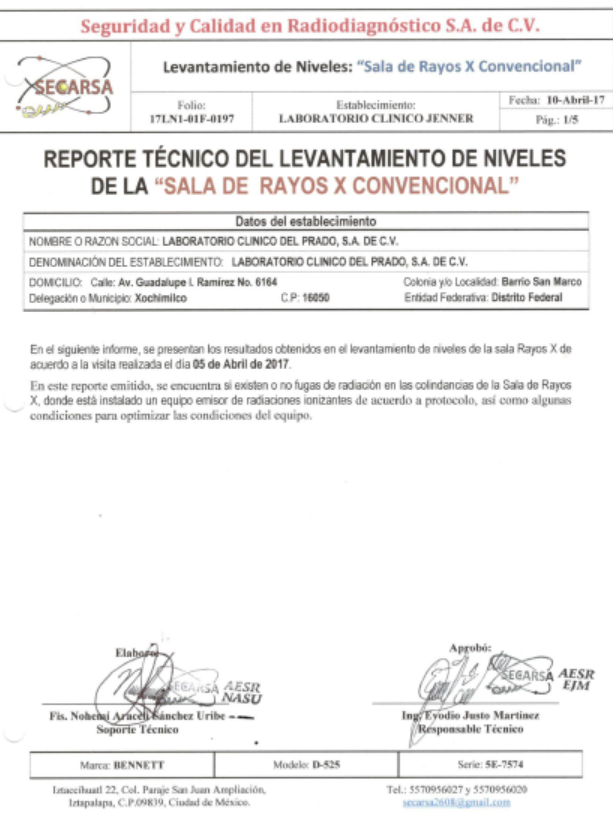 Seguridad y Calidad en Radiodiagnóstico S.A. de C.V.
SECARSA
Levantamiento de Niveles: "Sala de Rayos X Convencional"
Folio:
17LN1-01F-0197
Establecimiento:
LABORATORIO CLINICO JENNER
Fecha: 10-Abril-17
Pág.: 1/5
REPORTE TÉCNICO DEL LEVANTAMIENTO DE NIVELES
DE LA "SALA DE RAYOS X CONVENCIONAL"
Datos del establecimiento
NOMBRE O RAZON SOCIAL: LABORATORIO CLINICO DEL PRADO, S.A. DE C.V.
DENOMINACIÓN DEL ESTABLECIMIENTO: LABORATORIO CLINICO DEL PRADO, S.A. DE C.V.
DOMICILIO: Calle: Av. Guadalupe I. Ramírez No. 6164 Colonia y/o Localidad: Barrio San Marco
Delegación o Municipio: Xochimilco C.P: 16050 Entidad Federativa: Distrito Federal
En el siguiente informe, se presentan los resultados obtenidos en el levantamiento de niveles de la sala Rayos X de
acuerdo a la visita realizada el día 05 de Abril de 2017.
En este reporte emitido, se encuentra si existen o no fugas de radiación en las colindancias de la Sala de Rayos
X, donde está instalado un equipo emisor de radiaciones ionizantes de acuerdo a protocolo, así como algunas
condiciones para optimizar las condiciones del equipo.
Elaboró:
SECARSA AESR
NASU
Fis. Nohemi Araceli Sánchez Uribe
Soporte Técnico
Aprobó:
SECARSA AESR
EJM
Ing. Evodio Justo Martínez
Responsable Técnico
Marca: BENNETT
Modelo: D-525
Serie: 5E-7574
Iztaccihuatl 22, Col. Paraje San Juan Ampliación,
Iztapalapa, C.P.09839, Ciudad de México.
Tel.: 5570956027 y 5570956020
secarsa2608@gmail.com